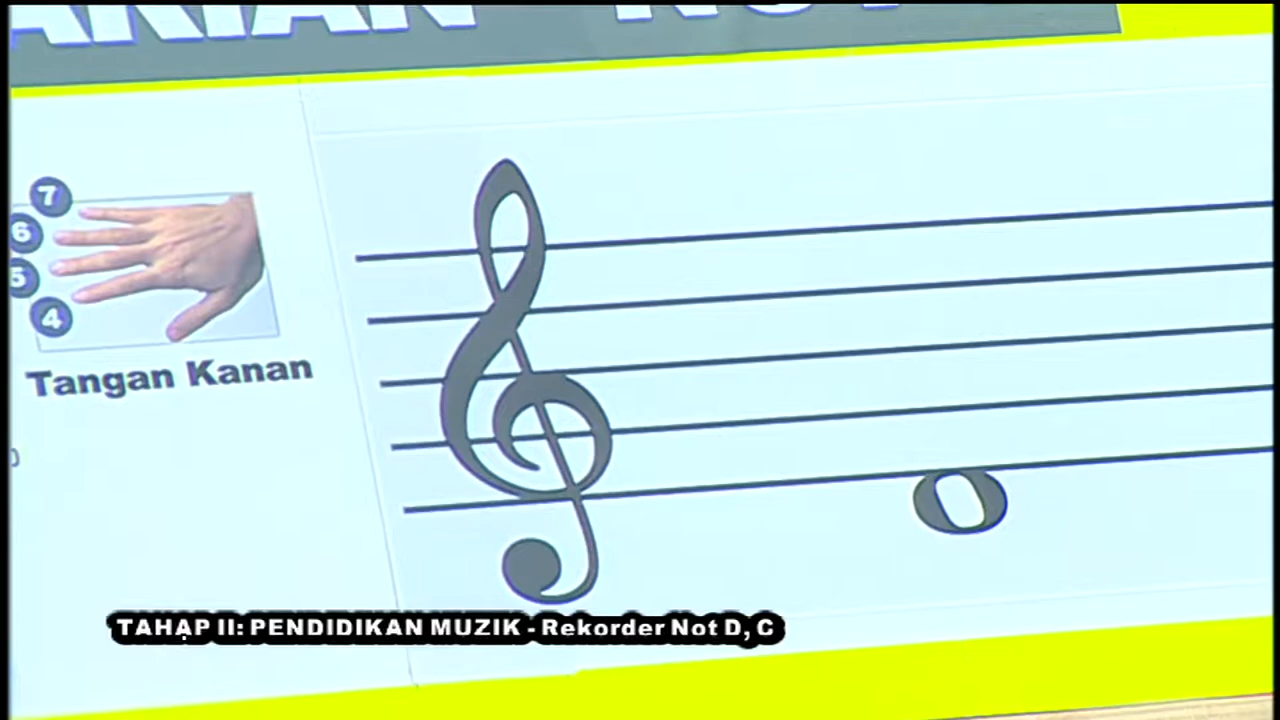 7
6
5
4
Tangan Kanan
TAHAP II: PENDIDIKAN MUZIK - Rekorder Not D, C